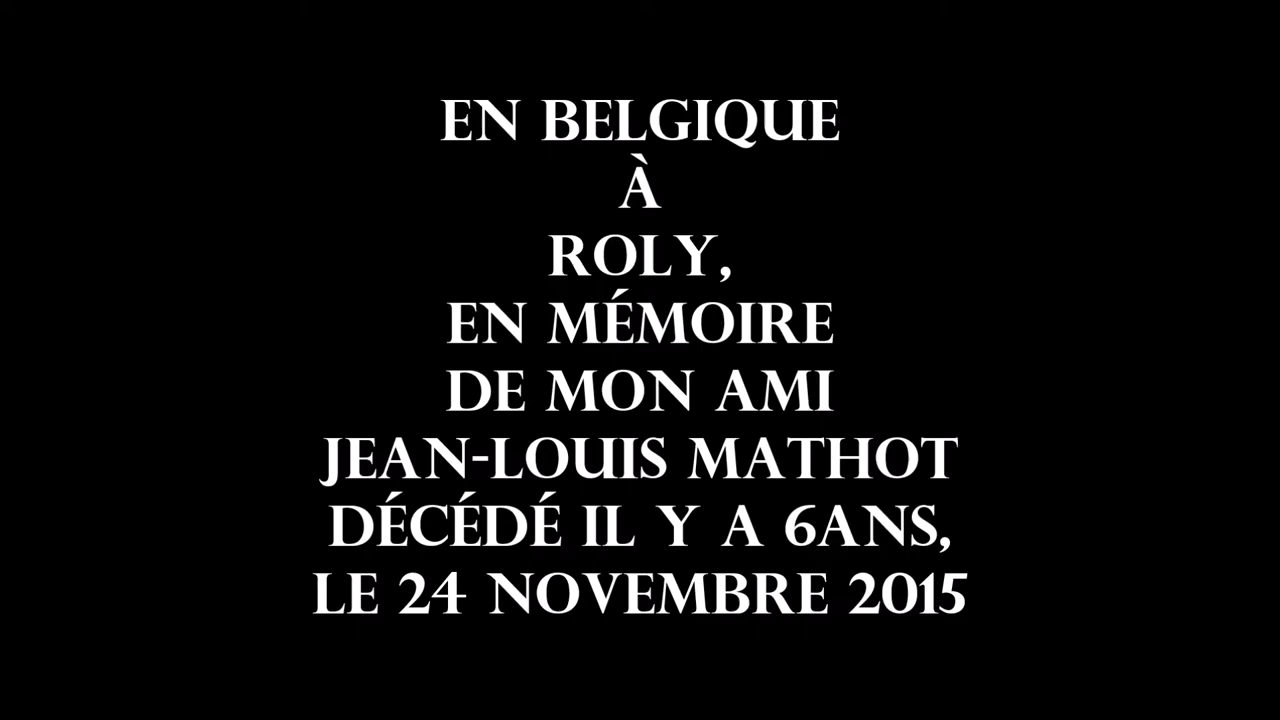 EN BELGIQUE
À
ROLY,
EN MÉMOIRE
DE MON AMI
JEAN-LOUIS MATHOT
DÉCÉDÉ IL Y A 6ANS,
LE 24 NOVEMBRE 2015